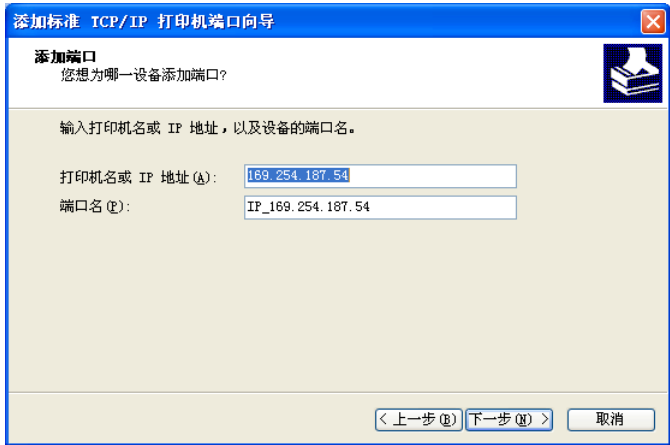 添加标准 TCP/IP 打印机端口向导
添加端口
您想为哪一设备添加端口?
输入打印机名或 IP 地址，以及设备的端口名。
打印机名或 IP 地址(A): 169.254.187.54
端口名(P): IP_169.254.187.54
< 上一步(B) 下一步(N) > 取消